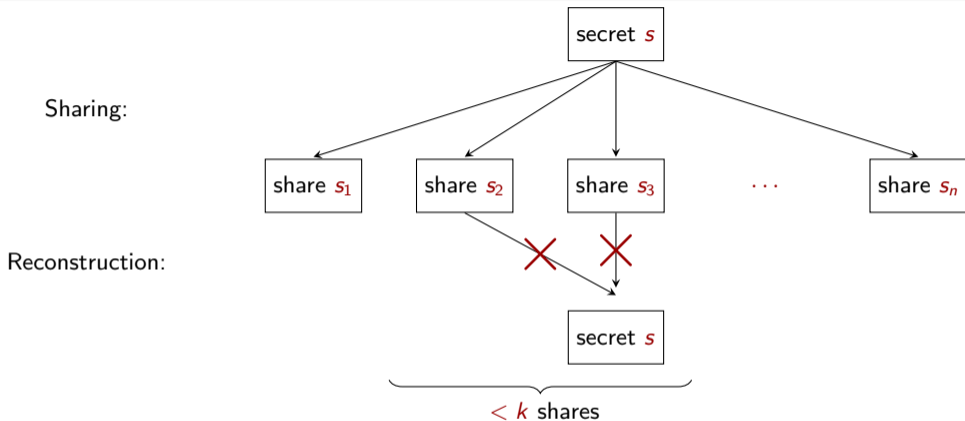 secret s
Sharing:
share s₁ share s₂ share s₃ ··· share sₙ
Reconstruction:
secret s
< k shares